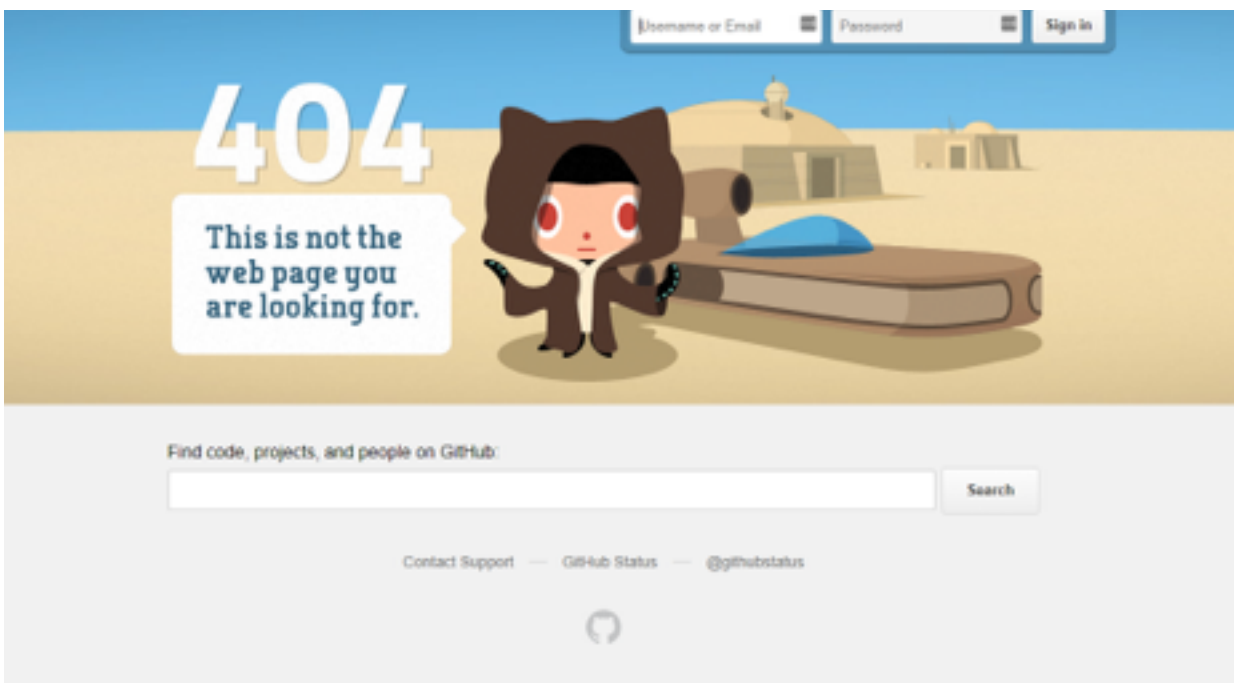 Username or Email
Password
Sign in
404
This is not the
web page you
are looking for.
Find code, projects, and people on GitHub:
Search
Contact Support — GitHub Status — @githubstatus